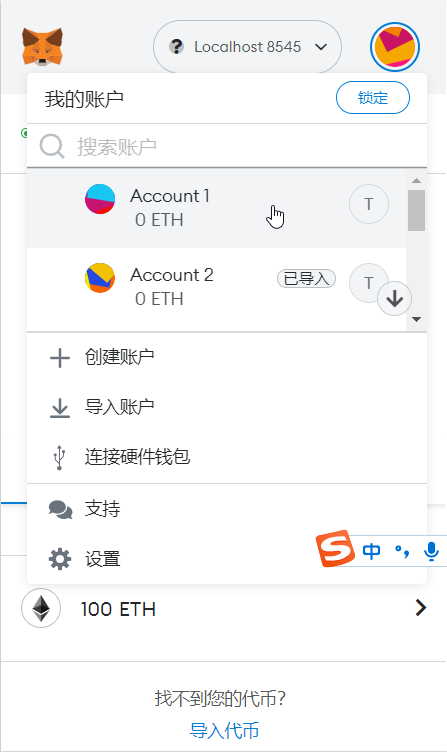 Localhost 8545
我的账户
锁定
搜索账户
Account 1
T
0 ETH
Account 2
已导入
T
0 ETH
创建账户
导入账户
连接硬件钱包
支持
设置
中
100 ETH
找不到您的代币?
导入代币